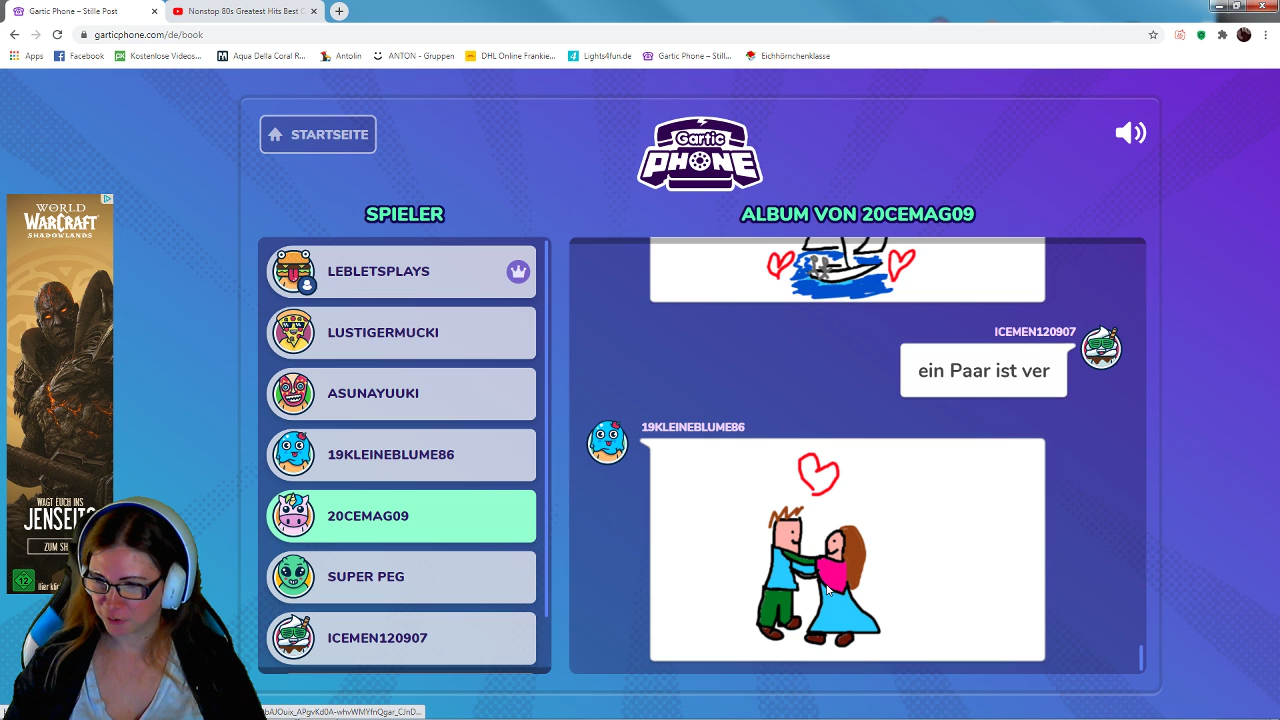 Gartic Phone – Stille Post
Nonstop 80s Greatest Hits Best C
garticphone.com/de/book
Apps
Facebook
Kostenlose Videos...
Aqua Della Coral R...
Antolin
ANTON - Gruppen
DHL Online Frankie...
Lights4fun.de
Gartic Phone – Still...
Eichhörnchenklasse
STARTSEITE
Gartic
PHONE
SPIELER
ALBUM VON 20CEMAG09
WORLD
WARCRAFT
SHADOWLANDS
WAGT EUCH INS
JENSEITS
ZUM SH
12
Hier kli
LEBLETSPLAYS
LUSTIGERMUCKI
ASUNAYUUKI
19KLEINEBLUME86
20CEMAG09
SUPER PEG
ICEMEN120907
ICEMEN120907
ein Paar ist ver
19KLEINEBLUME86